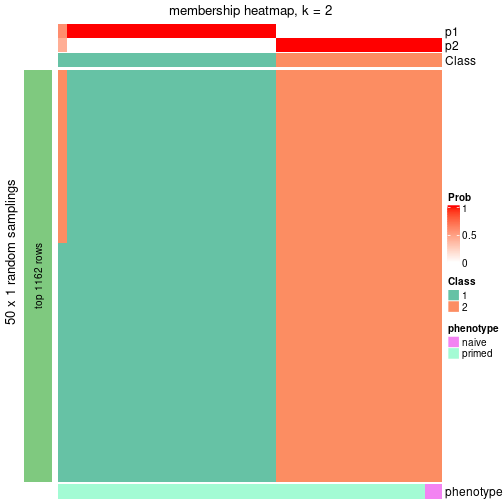 membership heatmap, k = 2
p1
p2
Class
50 x 1 random samplings
top 1162 rows
Prob
1
0.5
0
Class
1
2
phenotype
naive
primed
phenotype